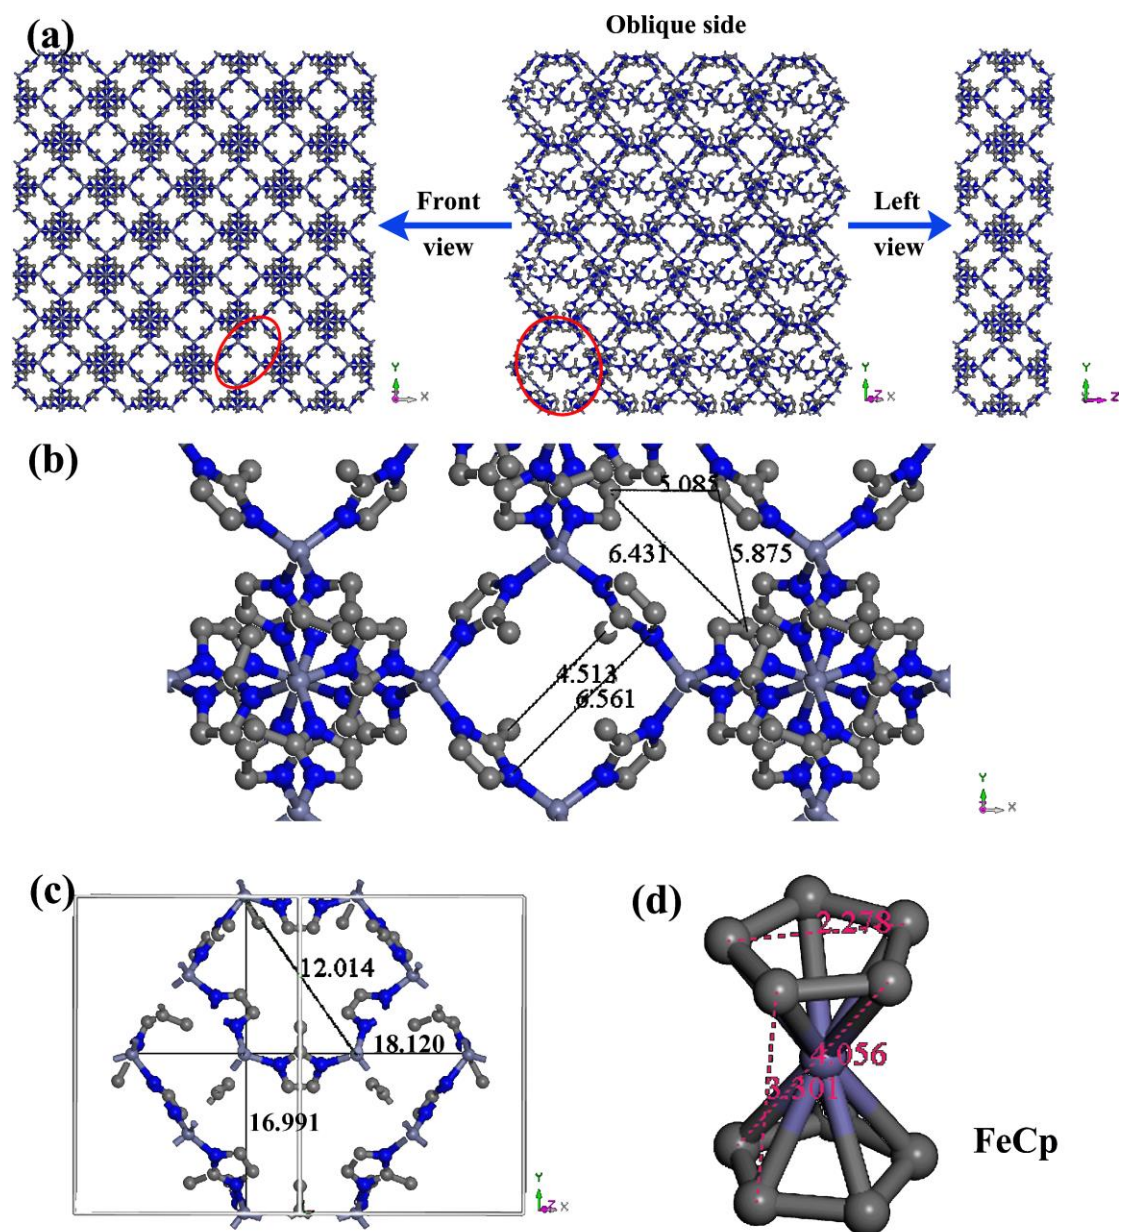 (a)
Oblique side
Front
view
Left
view
Y
Z X
Y
Z X
Y
Z
(b)
5.085
6.431
5.875
4.513
6.561
Y
Z X
(c)
12.014
18.120
16.991
Y
Z X
(d)
2.278
4.056
3.301
FeCp